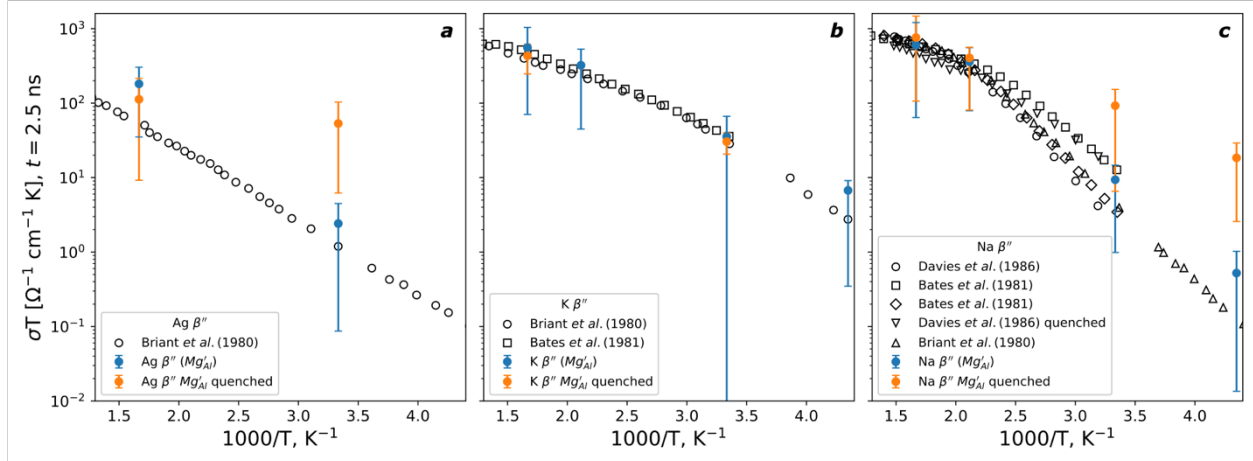 σT [Ω⁻¹ cm⁻¹ K], t = 2.5 ns
10³
10²
10¹
10⁰
10⁻¹
10⁻²
a
Ag β′′
Briant et al. (1980)
Ag β′′ (Mg′Al)
Ag β′′ Mg′Al quenched
1.5 2.0 2.5 3.0 3.5 4.0
1000/T, K⁻¹
b
K β′′
Briant et al. (1980)
Bates et al. (1981)
K β′′ (Mg′Al)
K β′′ Mg′Al quenched
1.5 2.0 2.5 3.0 3.5 4.0
1000/T, K⁻¹
c
Na β′′
Davies et al. (1986)
Bates et al. (1981)
Bates et al. (1981)
Davies et al. (1986) quenched
Briant et al. (1980)
Na β′′ (Mg′Al)
Na β′′ Mg′Al quenched
1.5 2.0 2.5 3.0 3.5 4.0
1000/T, K⁻¹